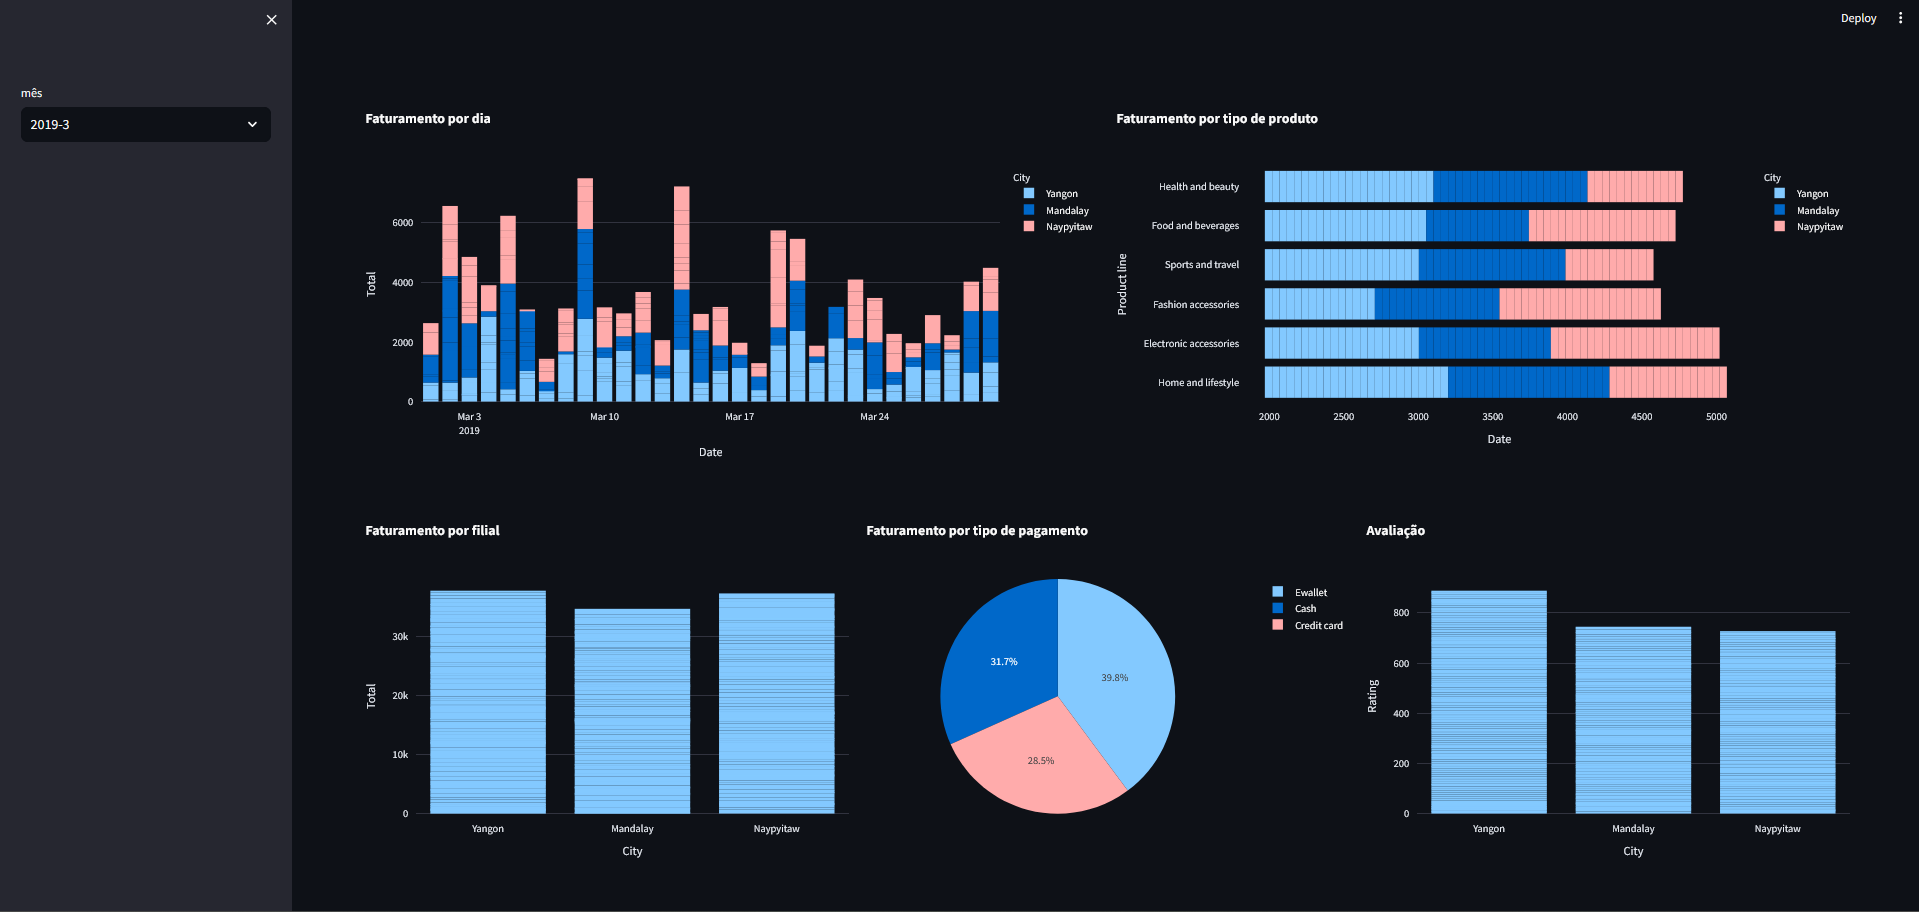 Deploy
mês
2019-3
Faturamento por dia
Total
6000
4000
2000
0
Mar 3
2019
Mar 10
Mar 17
Mar 24
Date
City
Yangon
Mandalay
Naypyitaw
Faturamento por tipo de produto
Product line
Health and beauty
Food and beverages
Sports and travel
Fashion accessories
Electronic accessories
Home and lifestyle
2000
2500
3000
3500
4000
4500
5000
Date
City
Yangon
Mandalay
Naypyitaw
Faturamento por filial
Total
30k
20k
10k
0
Yangon
Mandalay
Naypyitaw
City
Faturamento por tipo de pagamento
31.7%
39.8%
28.5%
Ewallet
Cash
Credit card
Avaliação
Rating
800
600
400
200
0
Yangon
Mandalay
Naypyitaw
City